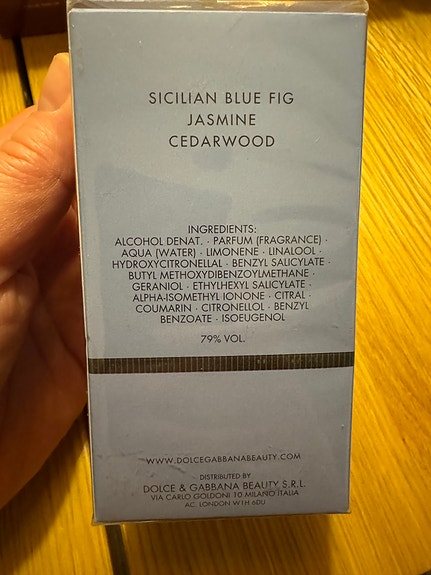 SICILIAN BLUE FIG
JASMINE
CEDARWOOD
INGREDIENTS:
ALCOHOL DENAT. · PARFUM (FRAGRANCE) ·
AQUA (WATER) · LIMONENE · LINALOOL ·
HYDROXYCITRONELLAL · BENZYL SALICYLATE ·
BUTYL METHOXYDIBENZOYLMETHANE ·
GERANIOL · ETHYLHEXYL SALICYLATE ·
ALPHA-ISOMETHYL IONONE · CITRAL ·
COUMARIN · CITRONELLOL · BENZYL
BENZOATE · ISOEUGENOL
79% VOL.
WWW.DOLCEGABBANABEAUTY.COM
DISTRIBUTED BY
DOLCE & GABBANA BEAUTY S.R.L.
VIA CARLO GOLDONI 10 MILANO ITALIA
AC. LONDON W1H 6DU